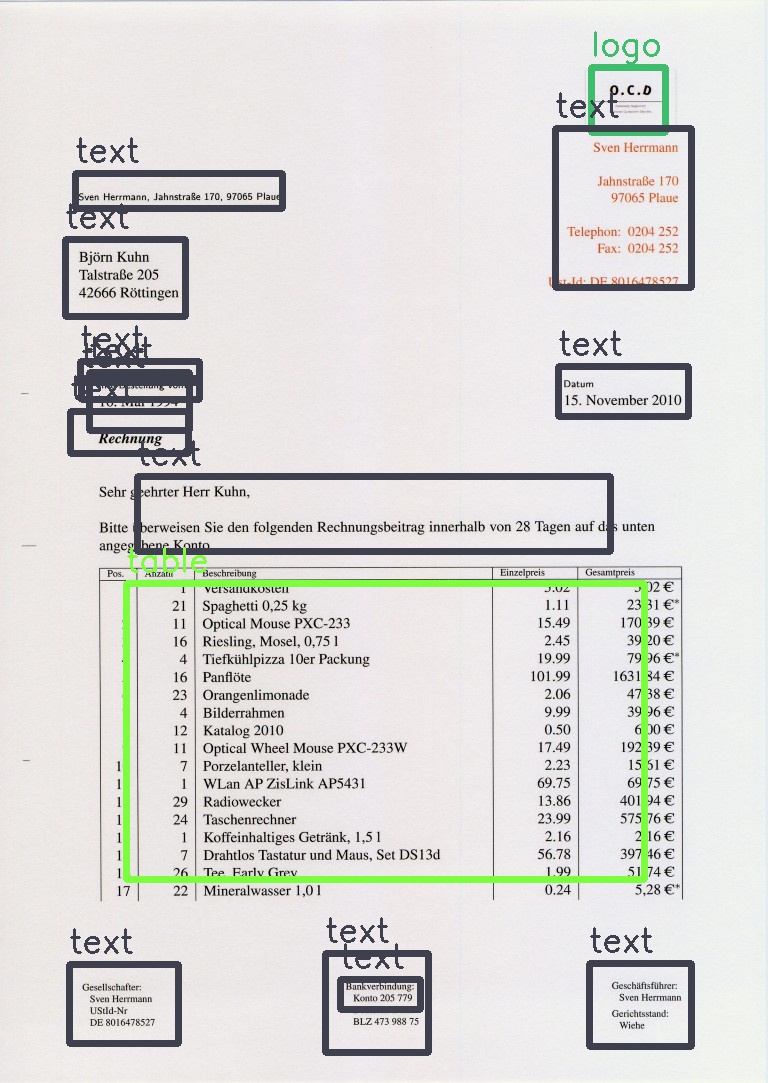 logo
O.C.D
text
Sven Herrmann
Jahnstraße 170
97065 Plaue
Telephon: 0204 252
Fax: 0204 252
Ust-Id: DE 8016478527
text
Sven Herrmann, Jahnstraße 170, 97065 Plaue
text
Björn Kuhn
Talstraße 205
42666 Röttingen
text
text
text
Datum
15. November 2010
text
text
10. Mai 1994
Rechnung
text
Sehr geehrter Herr Kuhn,
Bitte überweisen Sie den folgenden Rechnungsbeitrag innerhalb von 28 Tagen auf das unten
angegebene Konto
table
Pos. Anzahl Beschreibung Einzelpreis Gesamtpreis
1 Versandkosten 5.02 5,02 €
21 Spaghetti 0,25 kg 1.11 23,31 €*
11 Optical Mouse PXC-233 15.49 170,39 €
16 Riesling, Mosel, 0,75 l 2.45 39,20 €
4 Tiefkühlpizza 10er Packung 19.99 79,96 €*
16 Panflöte 101.99 1631,84 €
23 Orangenlimonade 2.06 47,38 €
4 Bilderrahmen 9.99 39,96 €
12 Katalog 2010 0.50 6,00 €
11 Optical Wheel Mouse PXC-233W 17.49 192,39 €
1 7 Porzelanteller, klein 2.23 15,61 €
1 1 WLan AP ZisLink AP5431 69.75 69,75 €
1 29 Radiowecker 13.86 401,94 €
1 24 Taschenrechner 23.99 575,76 €
1 1 Koffeinhaltiges Getränk, 1,5 l 2.16 2,16 €
1 7 Drahtlos Tastatur und Maus, Set DS13d 56.78 397,46 €
1 26 Tee, Early Grey 1.99 51,74 €
17 22 Mineralwasser 1,0 l 0.24 5,28 €*
text
Gesellschafter:
Sven Herrmann
UStId-Nr
DE 8016478527
text
text
Bankverbindung:
Konto 205 779
BLZ 473 988 75
text
Geschäftsführer:
Sven Herrmann
Gerichtsstand:
Wiehe